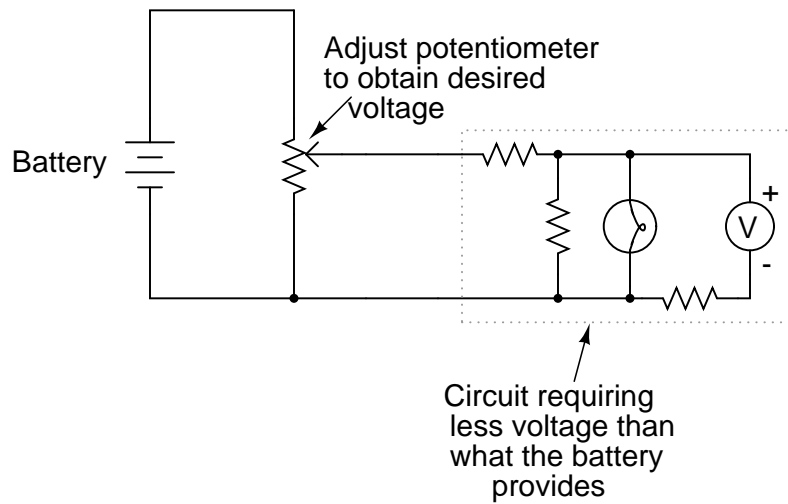 Adjust potentiometer
to obtain desired
voltage
Battery
+
V
-
Circuit requiring
less voltage than
what the battery
provides